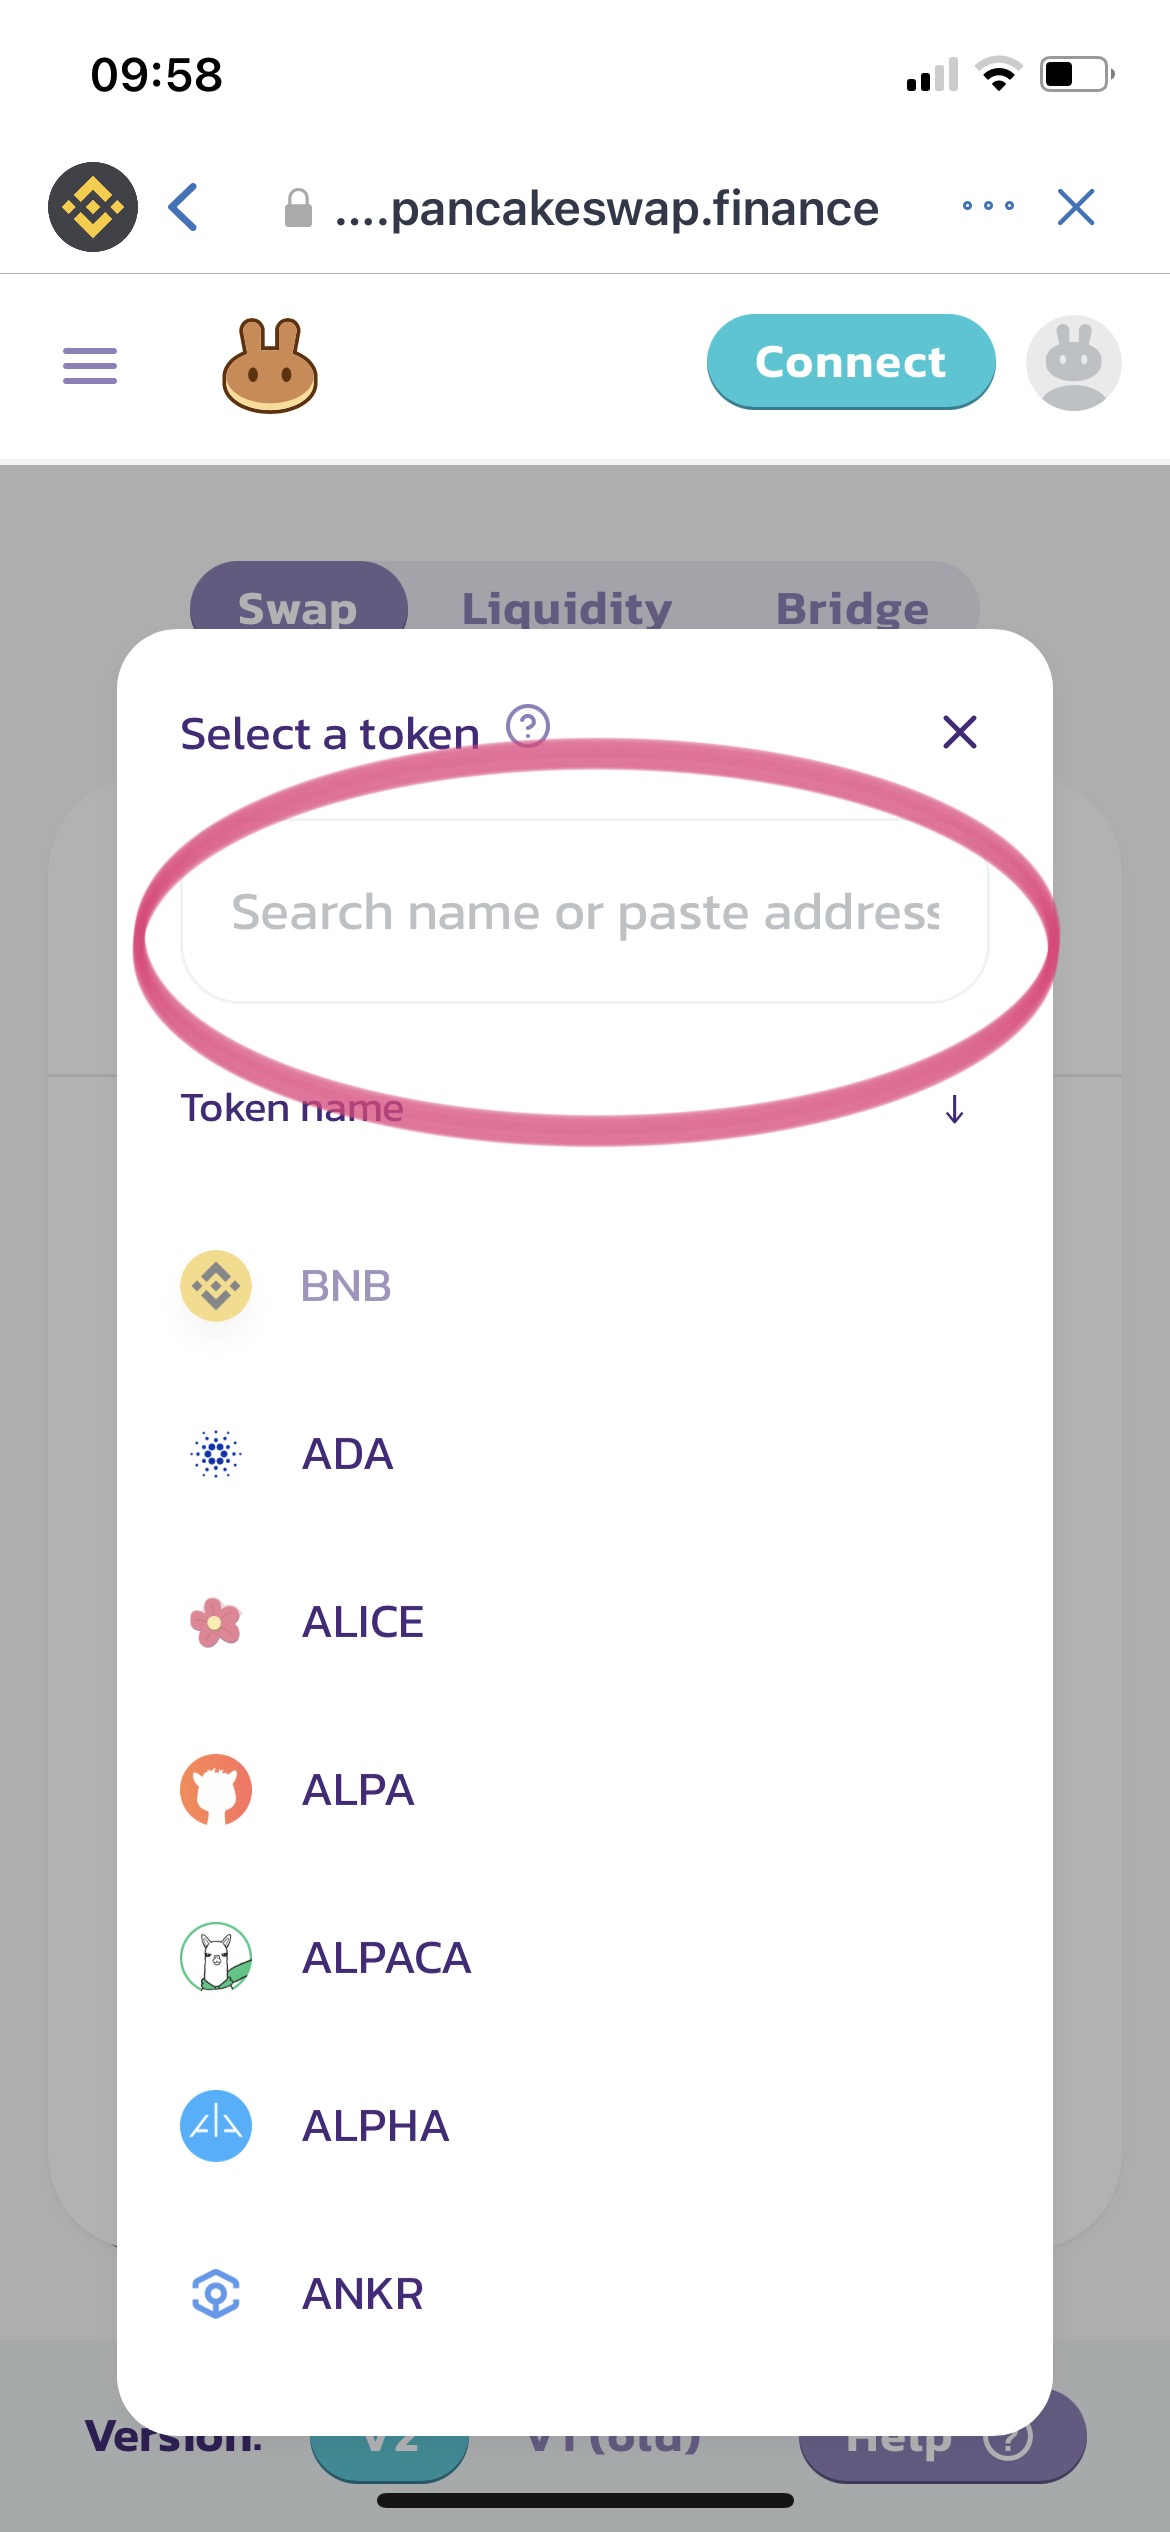 09:58
....pancakeswap.finance
Connect
Swap Liquidity Bridge
Select a token ?
Search name or paste address
Token name ↓
BNB
ADA
ALICE
ALPA
ALPACA
ALPHA
ANKR
Version: V2 V1 (old) Help ?